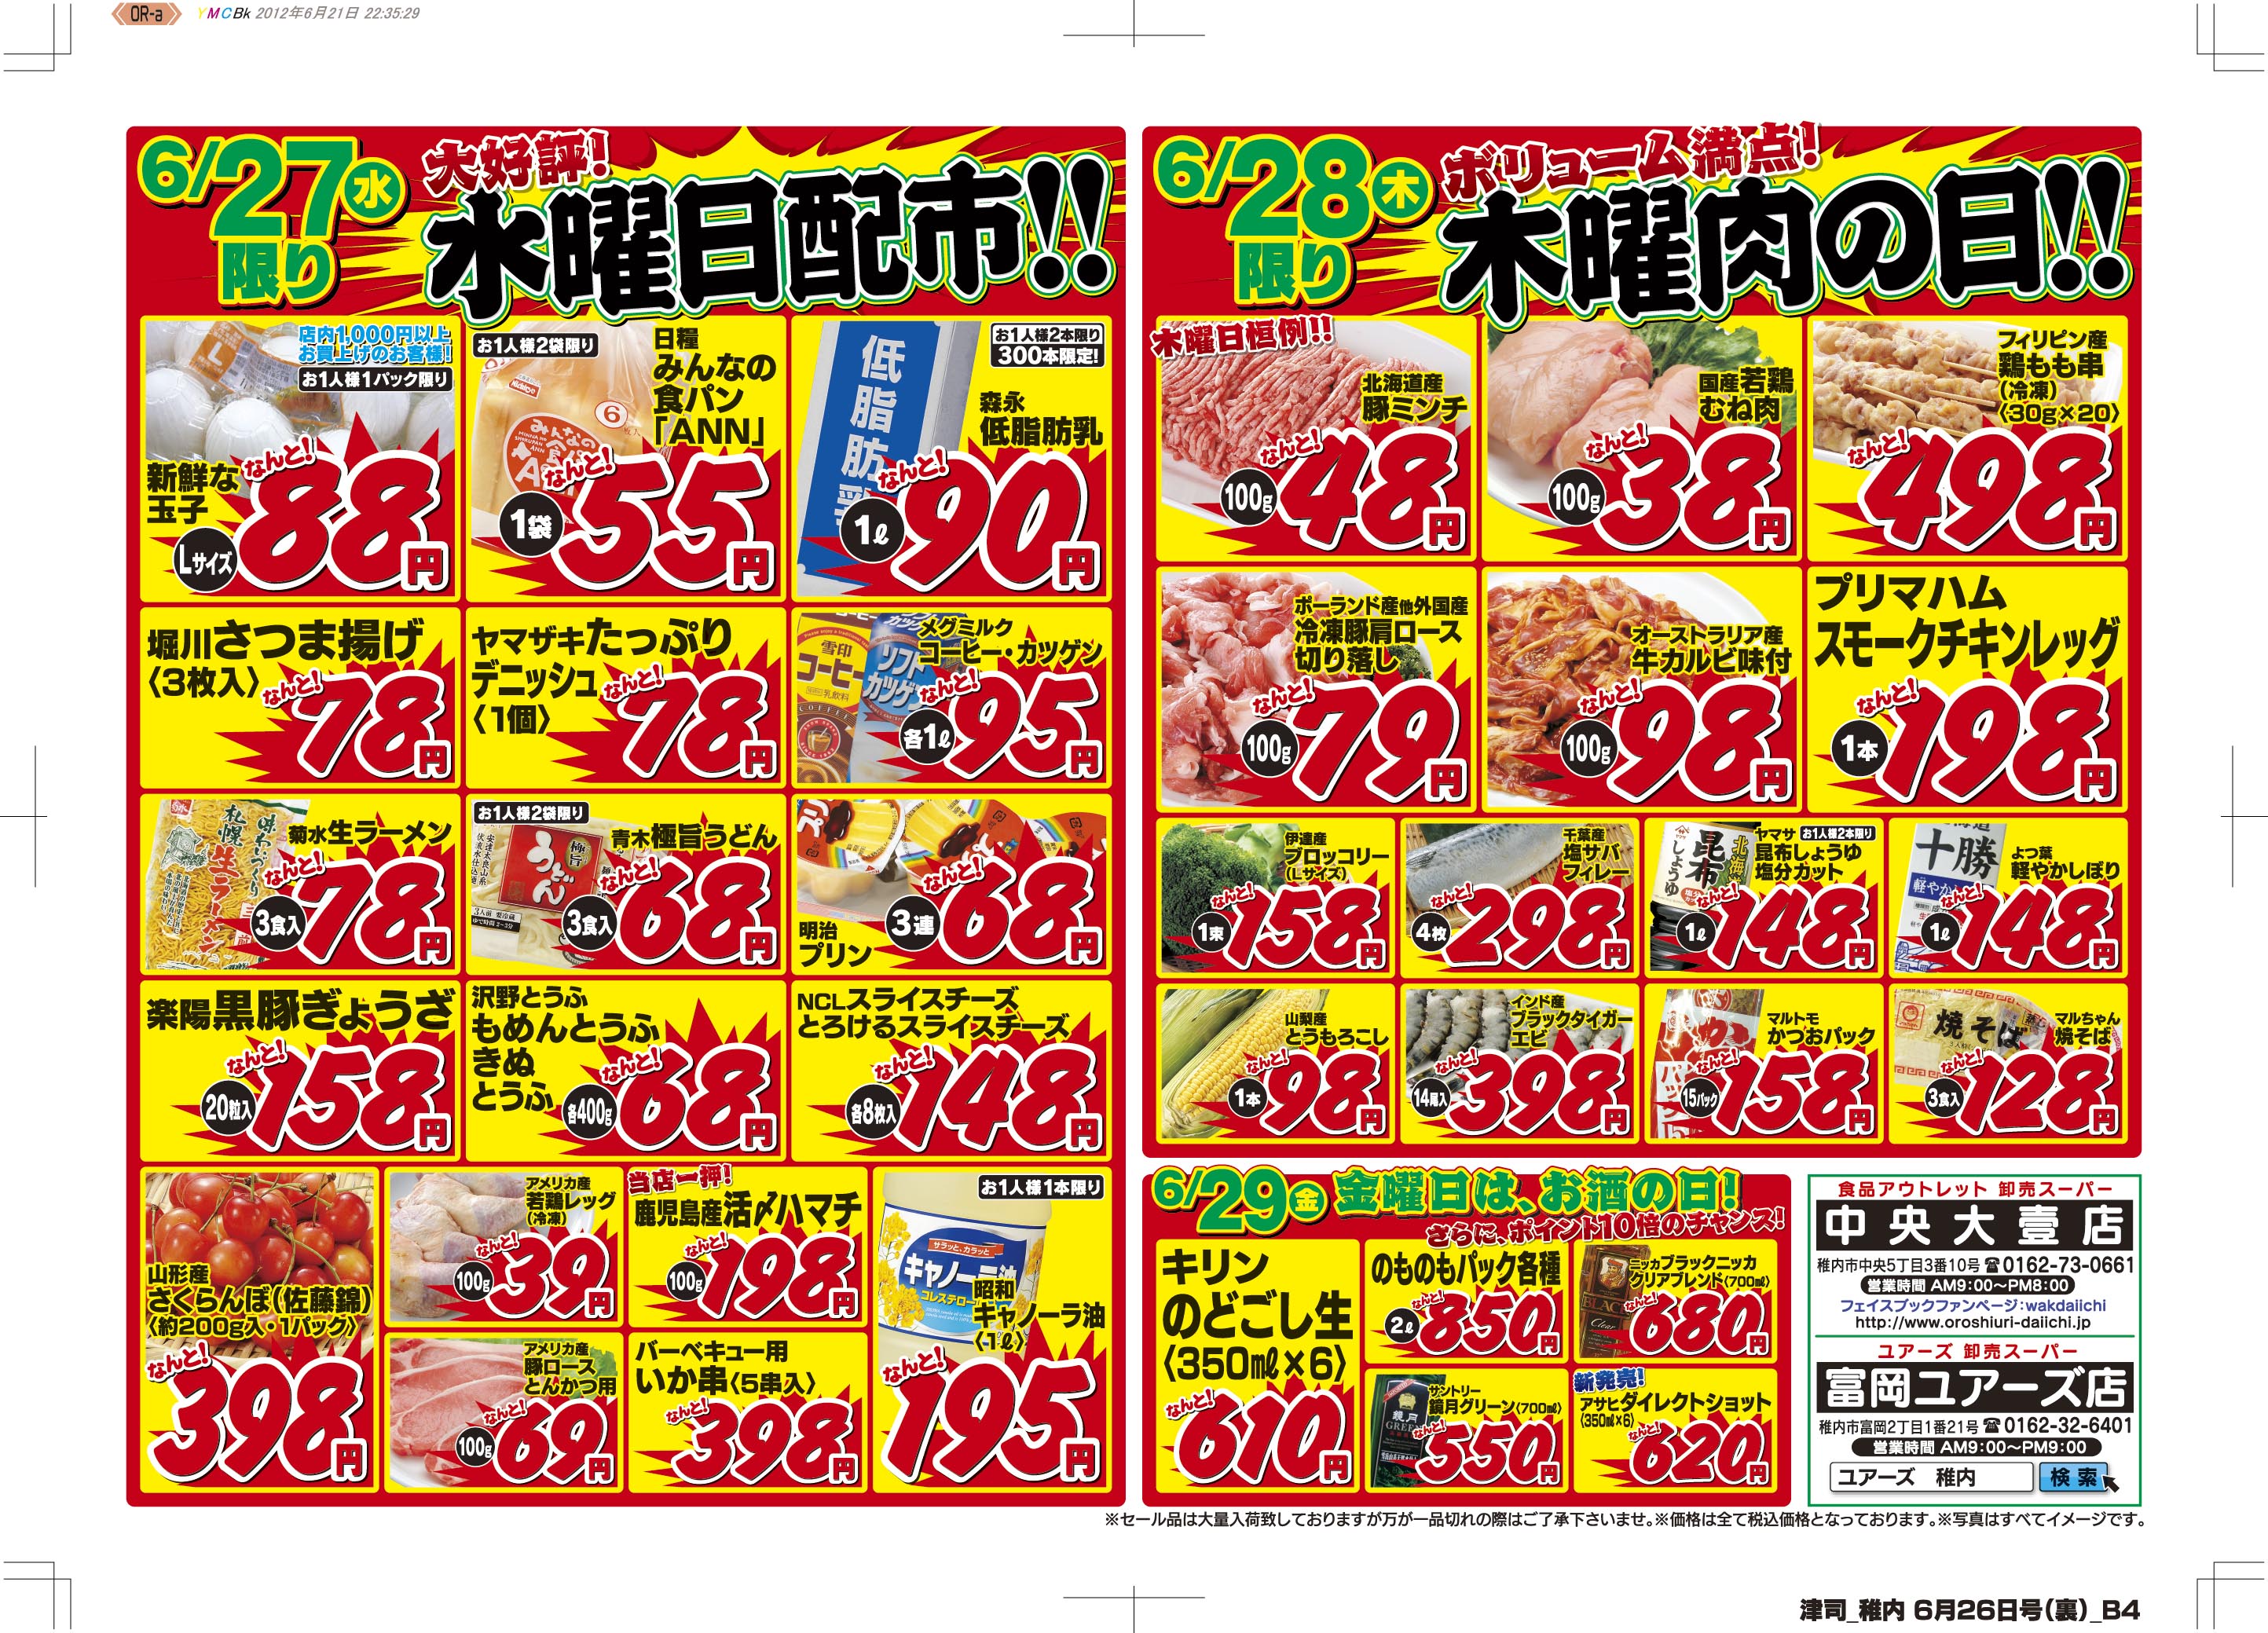 OR-a YMCBk 2012年6月21日 22:35:29
6/27水
限り
大好評!
水曜日配市!!
店内1,000円以上
お買上げのお客様!
お1人様1パック限り
新鮮な
玉子
Lサイズ
なんと!
88円
お1人様2袋限り
日糧
みんなの
食パン
「ANN」
1袋
なんと!
55円
お1人様2本限り
300本限定!
低脂肪乳
森永
低脂肪乳
1ℓ
なんと!
90円
堀川さつま揚げ
〈3枚入〉
なんと!
78円
ヤマザキたっぷり
デニッシュ
〈1個〉
なんと!
78円
メグミルク
コーヒー・カツゲン
各1ℓ
なんと!
95円
菊水生ラーメン
3食入
なんと!
78円
お1人様2袋限り
青木極旨うどん
3食入
なんと!
68円
明治
プリン
3連
なんと!
68円
楽陽黒豚ぎょうざ
20粒入
なんと!
158円
沢野とうふ
もめんとうふ
きぬ
とうふ
各400g
なんと!
68円
NCLスライスチーズ
とろけるスライスチーズ
各8枚入
なんと!
148円
山形産
さくらんぼ(佐藤錦)
〈約200g入・1パック〉
なんと!
398円
アメリカ産
若鶏レッグ
(冷凍)
100g
なんと!
39円
当店一押!
鹿児島産活〆ハマチ
100g
なんと!
198円
お1人様1本限り
サラッと、カラッと
キャノーラ油
昭和
キャノーラ油
〈1ℓ〉
なんと!
195円
アメリカ産
豚ロース
とんかつ用
100g
なんと!
69円
バーベキュー用
いか串〈5串入〉
なんと!
398円
6/28木
限り
ボリューム満点!
木曜肉の日!!
木曜日恒例!!
北海道産
豚ミンチ
100g
なんと!
48円
国産若鶏
むね肉
100g
なんと!
38円
フィリピン産
鶏もも串
(冷凍)
〈30g×20〉
なんと!
498円
ポーランド産他外国産
冷凍豚肩ロース
切り落し
100g
なんと!
79円
オーストラリア産
牛カルビ味付
100g
なんと!
98円
プリマハム
スモークチキンレッグ
1本
なんと!
198円
伊達産
ブロッコリー
(Lサイズ)
1束
なんと!
158円
千葉産
塩サバ
フィレー
4枚
なんと!
298円
ヤマサ お1人様2本限り
昆布しょうゆ
塩分カット
1ℓ
なんと!
148円
よつ葉
軽やかしぼり
1ℓ
なんと!
148円
山梨産
とうもろこし
1本
なんと!
98円
インド産
ブラックタイガー
エビ
14尾入
なんと!
398円
マルトモ
かつおパック
15パック
なんと!
158円
マルちゃん
焼そば
3食入
なんと!
128円
6/29金 金曜日は、お酒の日!
さらに、ポイント10倍のチャンス!
キリン
のどごし生
〈350㎖×6〉
なんと!
610円
のものもパック各種
2ℓ
なんと!
850円
ニッカブラックニッカ
クリアブレンド〈700㎖〉
なんと!
680円
サントリー
鏡月グリーン〈700㎖〉
なんと!
550円
新発売!
アサヒダイレクトショット
〈350㎖×6〉
なんと!
620円
食品アウトレット 卸売スーパー
中央大壹店
稚内市中央5丁目3番10号 ☎0162-73-0661
営業時間 AM9:00〜PM8:00
フェイスブックファンページ:wakdaiichi
http://www.oroshiuri-daiichi.jp
ユアーズ 卸売スーパー
富岡ユアーズ店
稚内市富岡2丁目1番21号 ☎0162-32-6401
営業時間 AM9:00〜PM9:00
ユアーズ 稚内 検索
※セール品は大量入荷致しておりますが万が一品切れの際はご了承下さいませ。※価格は全て税込価格となっております。※写真はすべてイメージです。
津司_稚内 6月26日号(裏)_B4